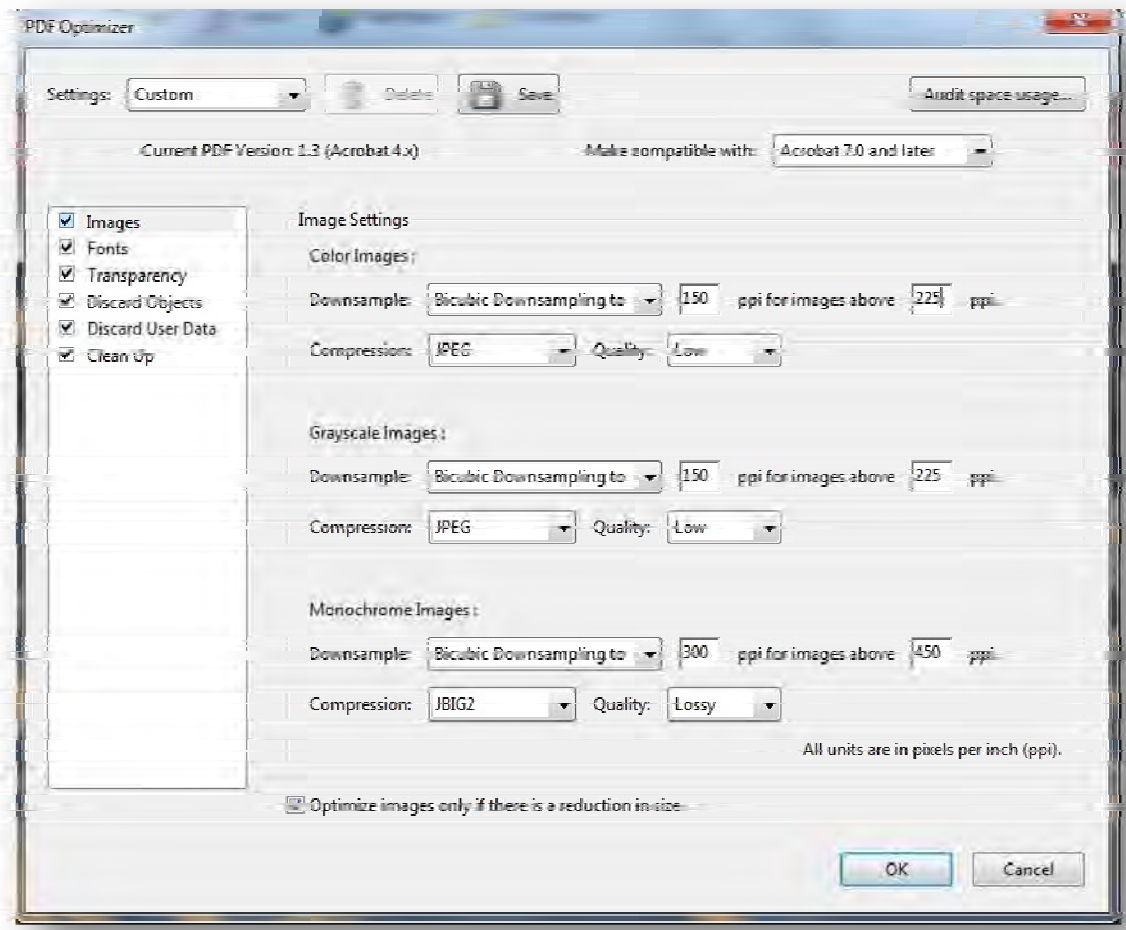 PDF Optimizer
Settings: Custom Delete Save Audit space usage...
Current PDF Version: 1.3 (Acrobat 4.x) Make compatible with: Acrobat 7.0 and later
Images
Fonts
Transparency
Discard Objects
Discard User Data
Clean Up
Image Settings
Color Images :
Downsample: Bicubic Downsampling to 150 ppi for images above 225 ppi.
Compression: JPEG Quality: Low
Grayscale Images :
Downsample: Bicubic Downsampling to 150 ppi for images above 225 ppi.
Compression: JPEG Quality: Low
Monochrome Images :
Downsample: Bicubic Downsampling to 300 ppi for images above 450 ppi.
Compression: JBIG2 Quality: Lossy
All units are in pixels per inch (ppi).
Optimize images only if there is a reduction in size
OK Cancel